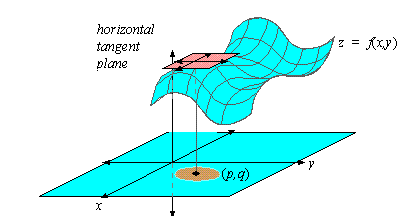 horizontal
tangent
plane
z = f(x,y)
(p,q)
y
x